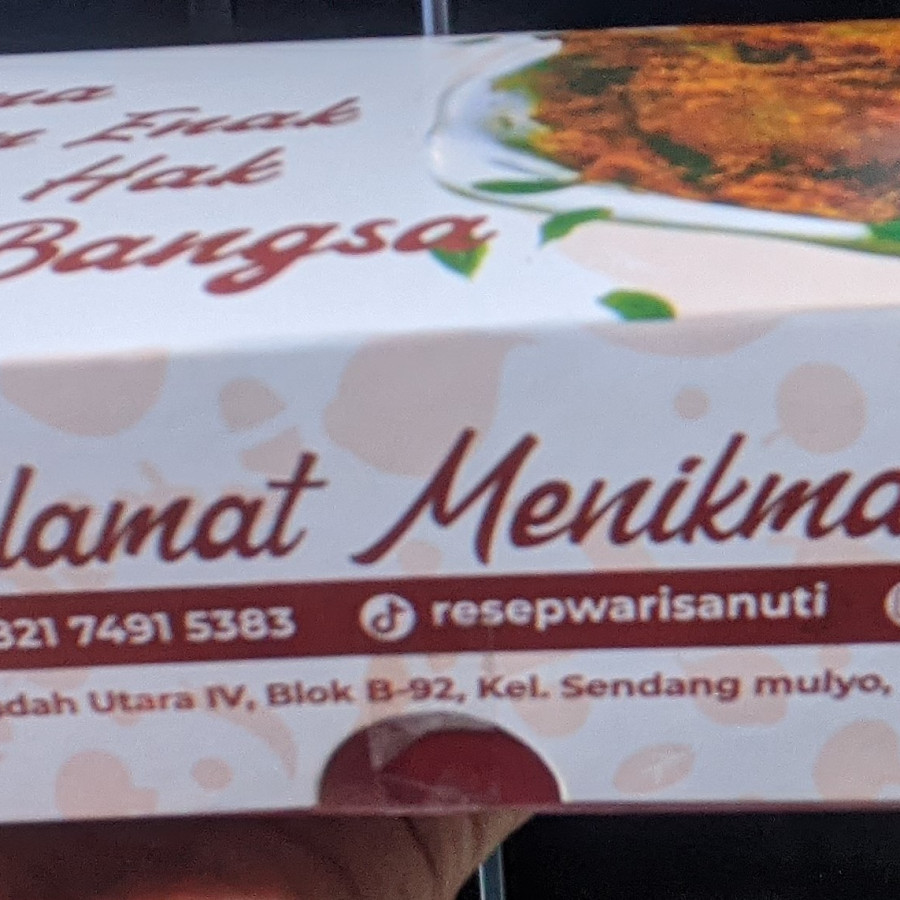 Enak
Hak
Bangsa
lamat Menikma
821 7491 5383 resepwarisanuti
dah Utara IV, Blok B-92, Kel. Sendang mulyo,